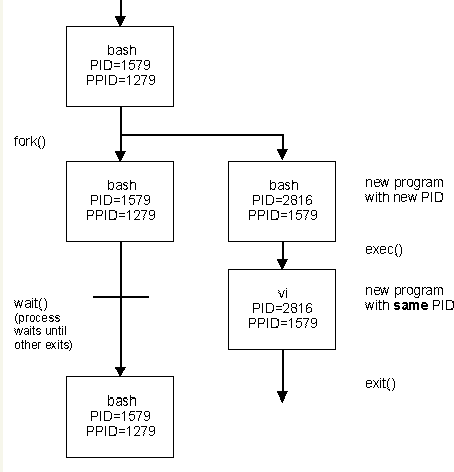 bash
PID=1579
PPID=1279
fork()
bash
PID=1579
PPID=1279
bash
PID=2816
PPID=1579
new program
with new PID
exec()
wait()
(process
waits until
other exits)
vi
PID=2816
PPID=1579
new program
with same PID
exit()
bash
PID=1579
PPID=1279